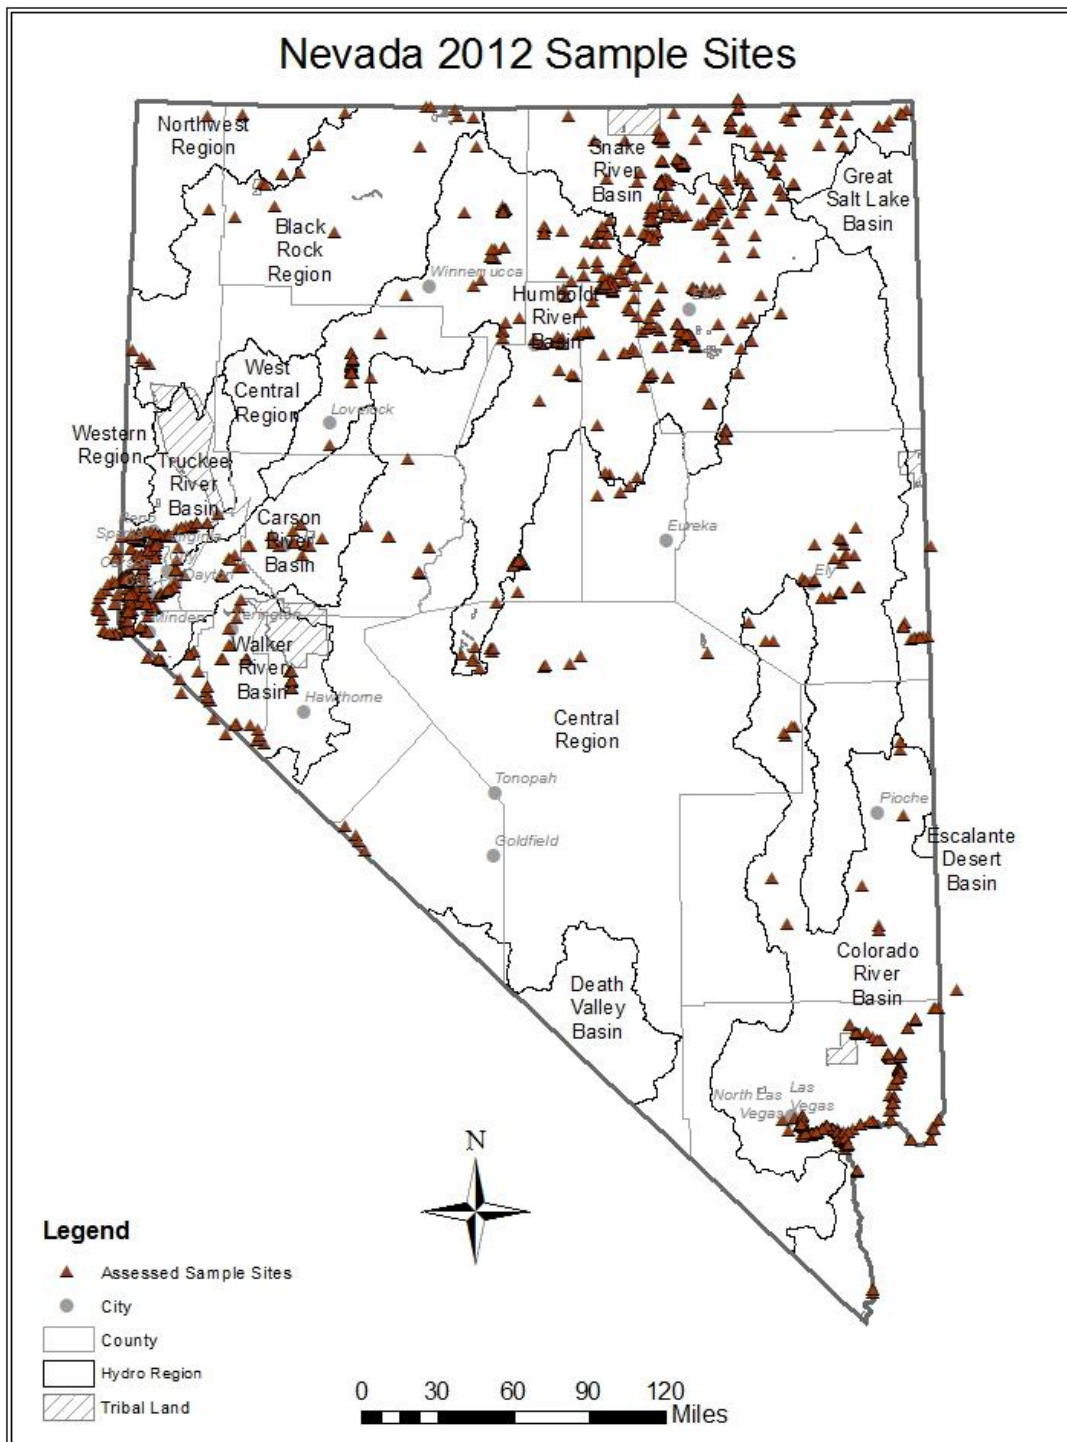 Nevada 2012 Sample Sites
Northwest
Region
Snake
River
Basin
Great
Salt Lake
Basin
Black
Rock
Region
Winnemucca
Humboldt
River
Basin
Elko
West
Central
Region
Lovelock
Western
Region
Truckee
River
Basin
Reno
Carson
River
Basin
Eureka
Dayton
Ely
Minden
Yerington
Walker
River
Basin
Hawthorne
Central
Region
Tonopah
Pioche
Goldfield
Escalante
Desert
Basin
Colorado
River
Basin
Death
Valley
Basin
North Las
Vegas
Las
Vegas
N
Legend
Assessed Sample Sites
City
County
Hydro Region
Tribal Land
0 30 60 90 120
Miles